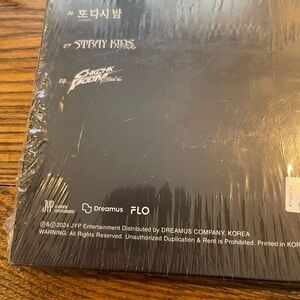 06 또 다시 밤
07 STRAY KIDS
08 CHK CHK BOOM
JYP
Dreamus FLO
Ⓟ&Ⓒ 2024 JYP Entertainment Distributed by DREAMUS COMPANY. KOREA
WARNING: All Rights Reserved. Unauthorized Duplication & Rent is Prohibited. Printed in KOR